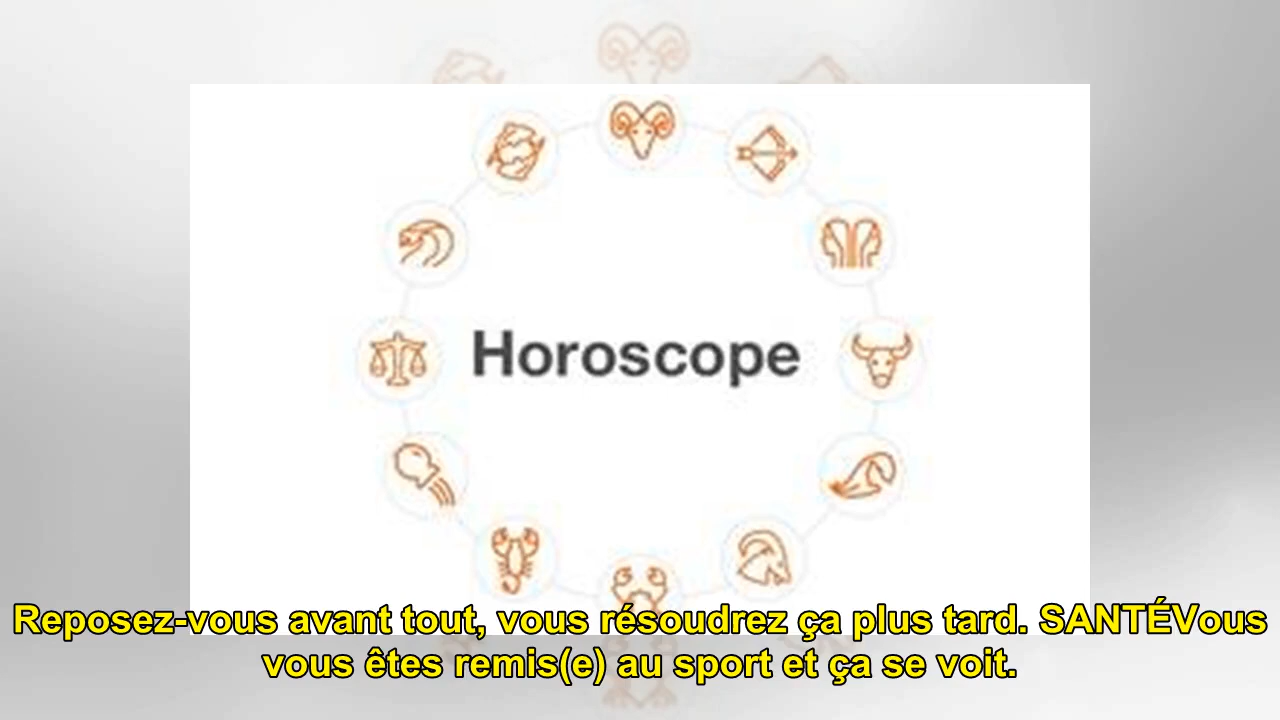 Horoscope
Reposez-vous avant tout, vous résoudrez ça plus tard. SANTÉVous
vous êtes remis(e) au sport et ça se voit.